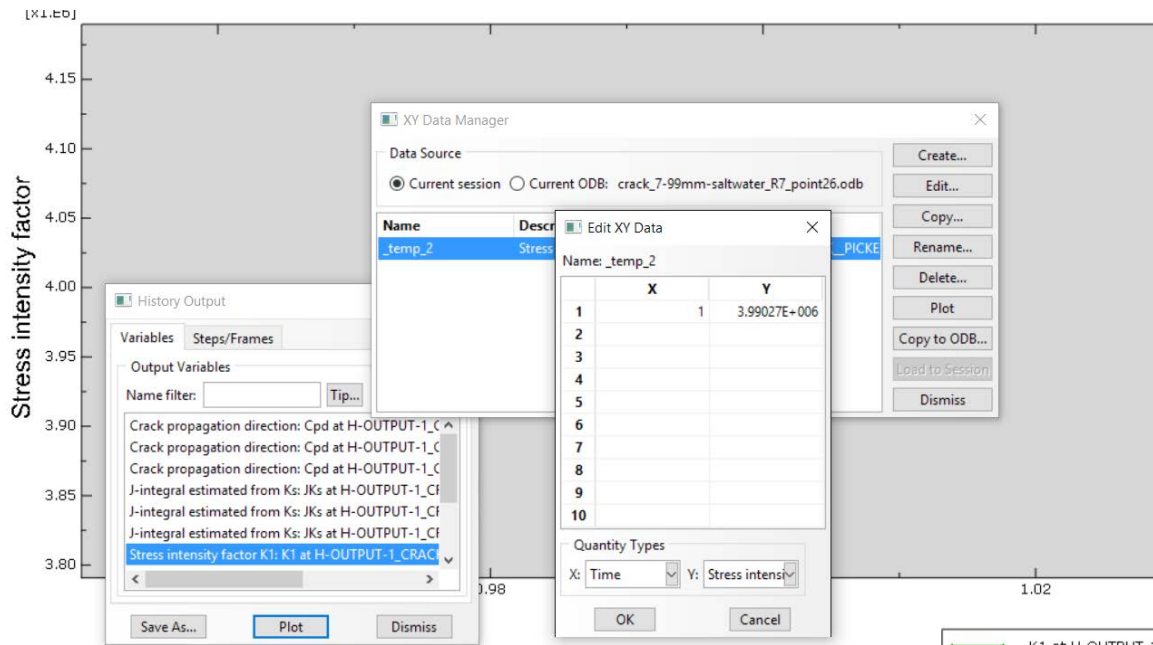 [x1.E6]
4.15
4.10
4.05
4.00
3.95
3.90
3.85
3.80
Stress intensity factor
0.98
1.02
XY Data Manager
Data Source
Current session
Current ODB: crack_7-99mm-saltwater_R7_point26.odb
Name
Descr
_temp_2
Stress
_PICKE
Create...
Edit...
Copy...
Rename...
Delete...
Plot
Copy to ODB...
Load to Session
Dismiss
History Output
Variables
Steps/Frames
Output Variables
Name filter:
Tip...
Crack propagation direction: Cpd at H-OUTPUT-1_C
Crack propagation direction: Cpd at H-OUTPUT-1_C
Crack propagation direction: Cpd at H-OUTPUT-1_C
J-integral estimated from Ks: JKs at H-OUTPUT-1_CF
J-integral estimated from Ks: JKs at H-OUTPUT-1_CF
J-integral estimated from Ks: JKs at H-OUTPUT-1_CF
Stress intensity factor K1: K1 at H-OUTPUT-1_CRAC
Save As...
Plot
Dismiss
Edit XY Data
Name: _temp_2
X Y
1 1 3.99027E+006
2
3
4
5
6
7
8
9
10
Quantity Types
X: Time
Y: Stress intensi
OK
Cancel